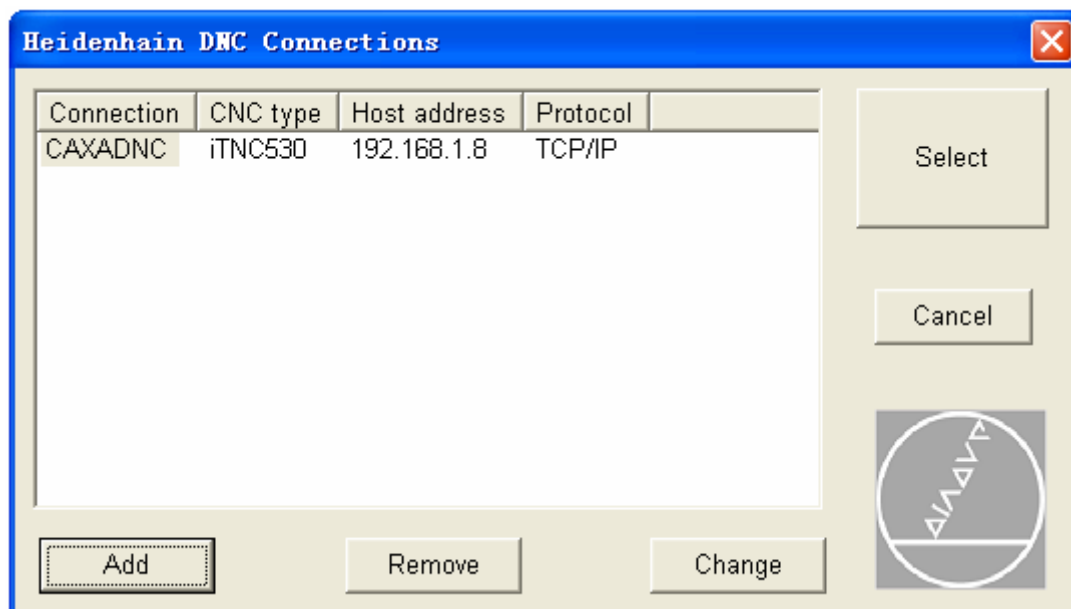 Heidenhain DNC Connections
Connection CNC type Host address Protocol
CAXADNC iTNC530 192.168.1.8 TCP/IP
Select
Cancel
Add Remove Change